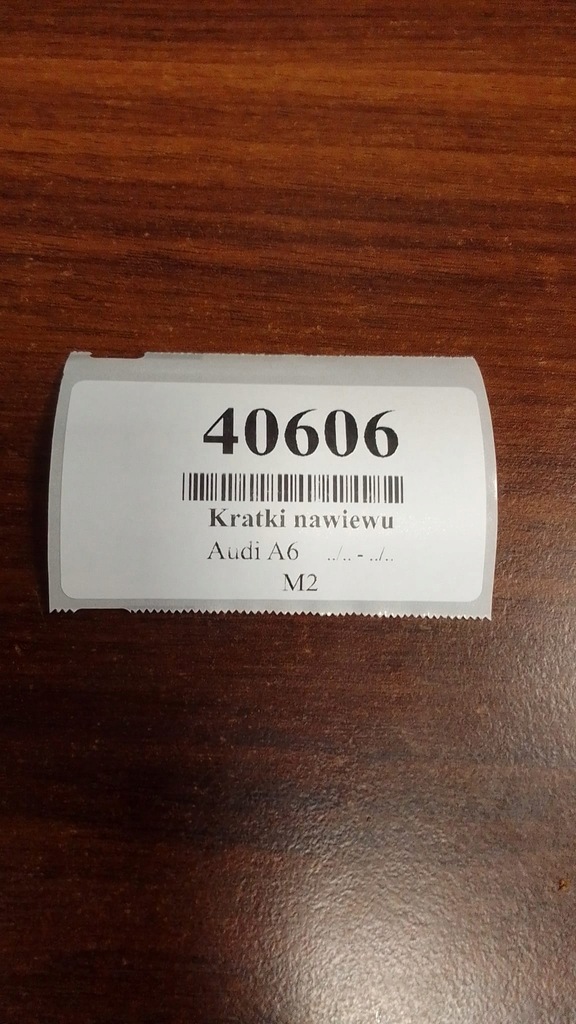 40606
Kratki nawiewu
Audi A6 ../.. - ../..
M2